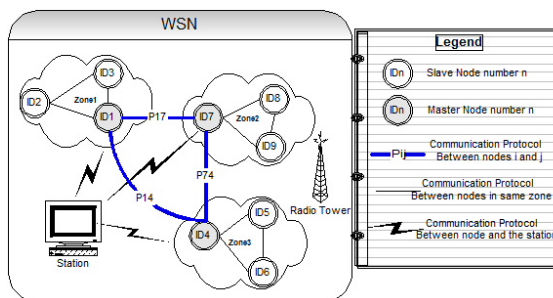 WSN
ID3
ID2
Zone1
ID1
P17
ID7
ID8
Zone2
ID9
P14
P74
Radio Tower
ID4
ID5
Zone3
ID6
Station
Legend
IDn
Slave Node number n
IDn
Master Node number n
Pij
Communication Protocol
Between nodes i and j
Communication Protocol
Between nodes in same zone
Communication Protocol
Between node and the station